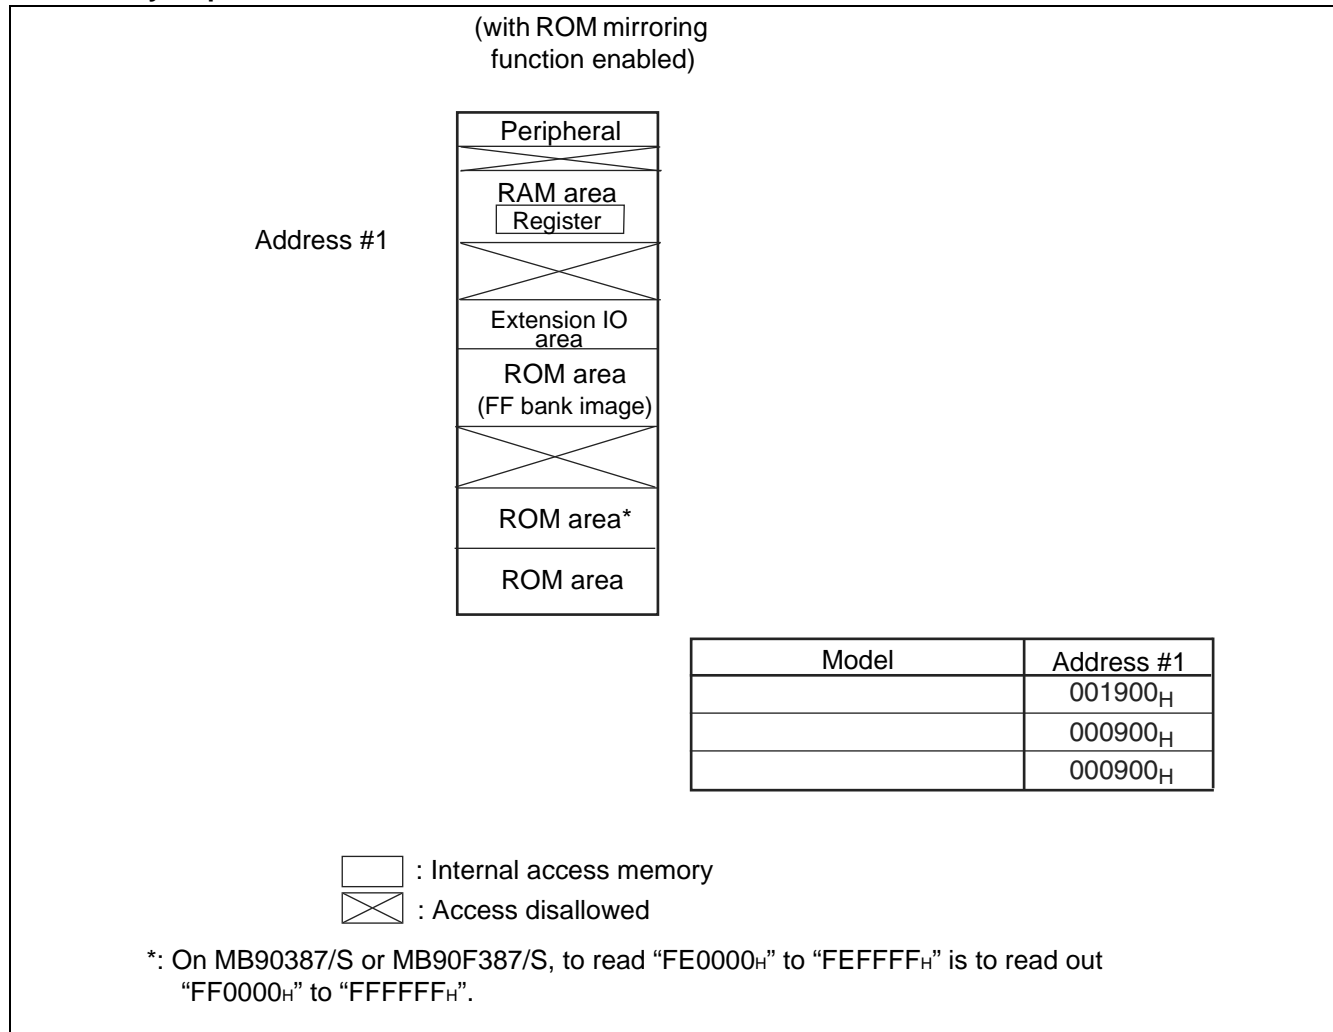 (with ROM mirroring
function enabled)
Peripheral
RAM area
Register
Address #1
Extension IO
area
ROM area
(FF bank image)
ROM area*
ROM area
Model Address #1
001900H
000900H
000900H
: Internal access memory
: Access disallowed
*: On MB90387/S or MB90F387/S, to read “FE0000H” to “FEFFFFH” is to read out
“FF0000H” to “FFFFFFH”.